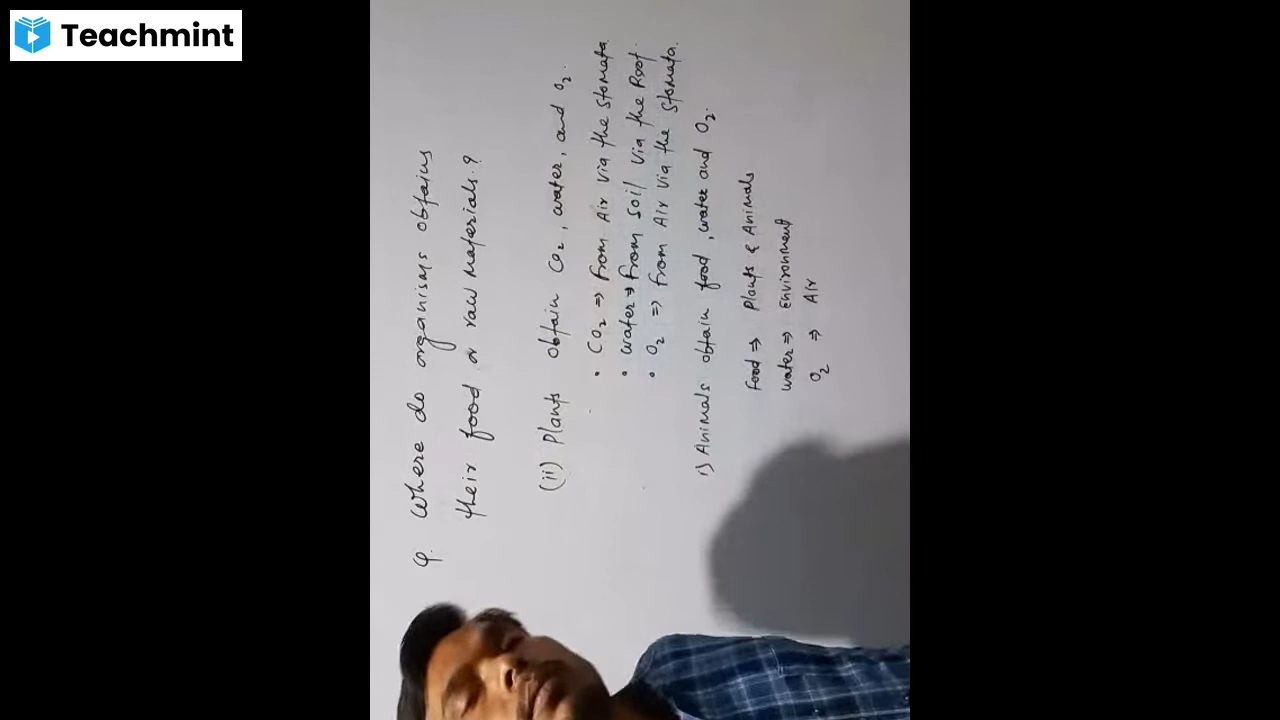 Teachmint
Q. Where do organisms obtains
their food or raw materials.?
(ii) Plants obtain CO2, water, and O2.
• CO2 ⇒ from Air via the stomata.
• water ⇒ from soil via the Root.
• O2 ⇒ from Air via the stomata.
i) Animals obtain food, water and O2.
food ⇒ Plants & Animals
water ⇒ Environment
O2 ⇒ Air